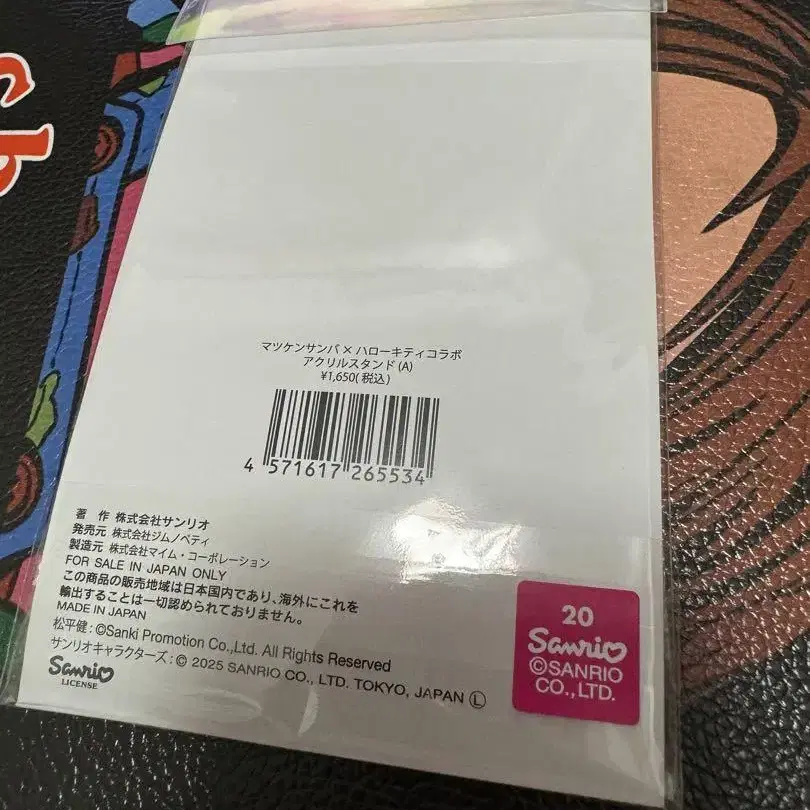 マツケンサンバ×ハローキティコラボ
アクリルスタンド(A)
¥1,650(税込)
4 571617 265534
著 作 株式会社サンリオ
発売元 株式会社ジムノペティ
製造元 株式会社マイム・コーポレーション
FOR SALE IN JAPAN ONLY
この商品の販売地域は日本国内であり、海外にこれを
輸出することは一切認められておりません。
MADE IN JAPAN
松平健:©Sanki Promotion Co.,Ltd. All Rights Reserved
サンリオキャラクターズ:© 2025 SANRIO CO., LTD. TOKYO, JAPAN Ⓛ
Sanrio
LICENSE
20
Sanrio
©SANRIO
CO.,LTD.